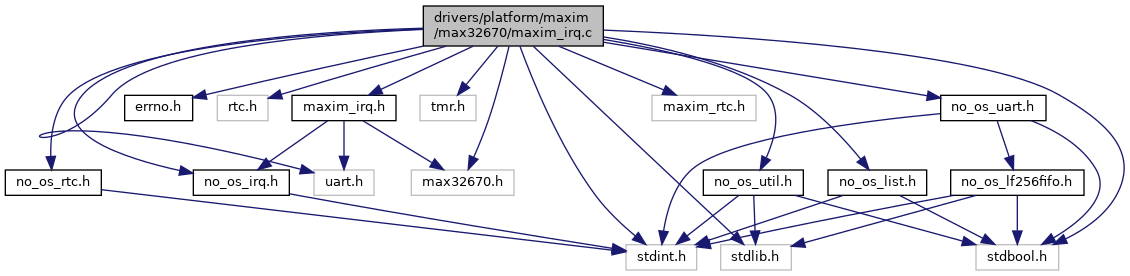 drivers/platform/maxim
/max32670/maxim_irq.c
errno.h
rtc.h
maxim_irq.h
tmr.h
maxim_rtc.h
no_os_uart.h
no_os_rtc.h
no_os_irq.h
uart.h
max32670.h
no_os_util.h
no_os_list.h
no_os_lf256fifo.h
stdint.h
stdlib.h
stdbool.h